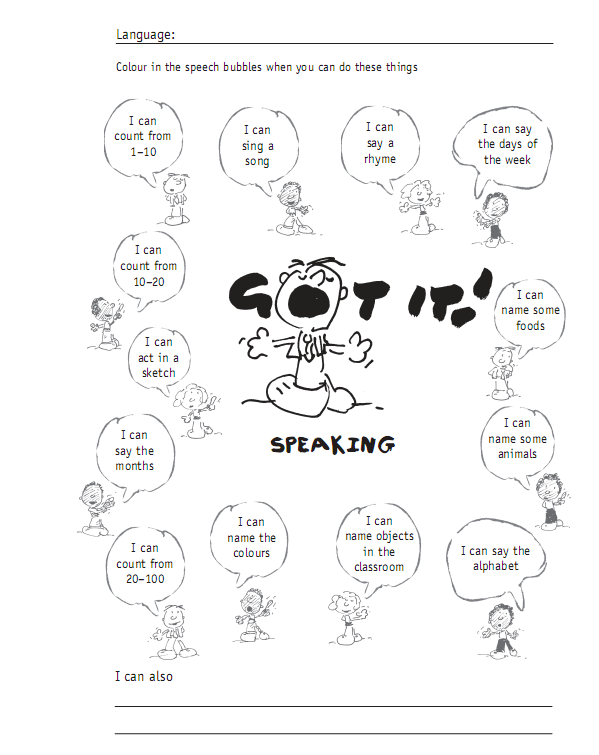 Language:
Colour in the speech bubbles when you can do these things
I can
count from
1–10
I can
sing a
song
I can
say a
rhyme
I can say
the days of
the week
I can
count from
10–20
GOT IT!
I can
name some
foods
I can
act in a
sketch
I can
say the
months
SPEAKING
I can
name some
animals
I can
count from
20–100
I can
name the
colours
I can
name objects
in the
classroom
I can say the
alphabet
I can also